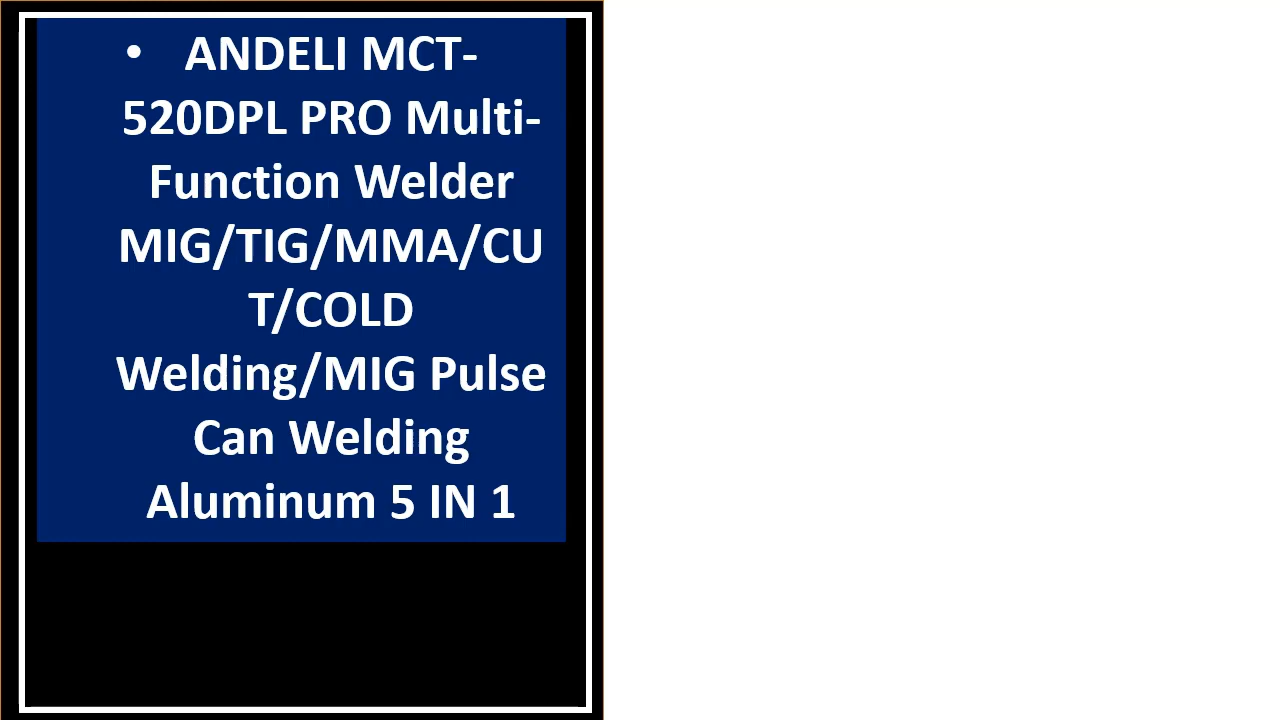 • ANDELI MCT-
520DPL PRO Multi-
Function Welder
MIG/TIG/MMA/CU
T/COLD
Welding/MIG Pulse
Can Welding
Aluminum 5 IN 1